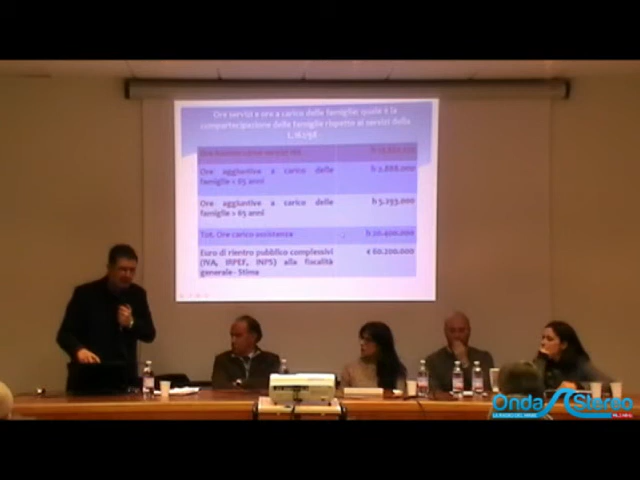 Ore servizi e ora a carico delle famiglie: quale è la
compartecipazione delle famiglie rispetto ai servizi della
L.162/98
Ore aggiuntive a carico delle
famiglie < 65 anni
h 2.888.000
Ore aggiuntive a carico delle
famiglie > 65 anni
h 5.253.000
Tot. Ore carico assistenza
h 20.400.000
Euro di rientro pubblico complessivi
(IVA, IRPEF, INPS) alla fiscalità
generale- Stima
€ 60.200.000
Onda Stereo